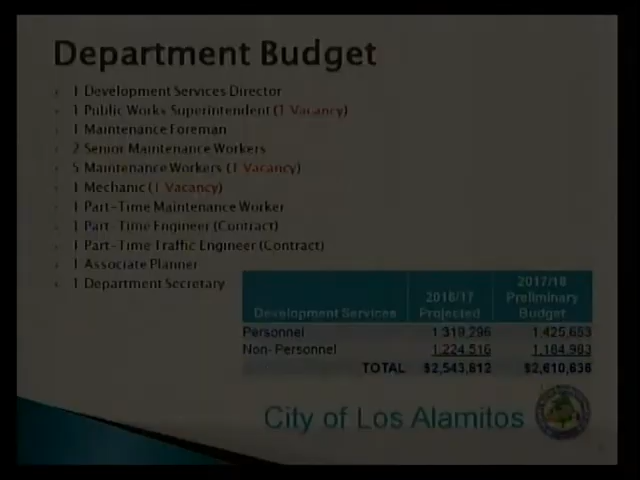 Department Budget
1 Development Services Director
1 Public Works Superintendent (1 Vacancy)
1 Maintenance Foreman
2 Senior Maintenance Workers
5 Maintenance Workers (1 Vacancy)
1 Mechanic (1 Vacancy)
1 Part-Time Maintenance Worker
1 Part-Time Engineer (Contract)
1 Part-Time Traffic Engineer (Contract)
1 Associate Planner
1 Department Secretary
Development Services 2016/17 Projected 2017/18 Preliminary Budget
Personnel 1,319,296 1,425,653
Non- Personnel 1,224,516 1,184,983
TOTAL $2,543,812 $2,610,636
City of Los Alamitos